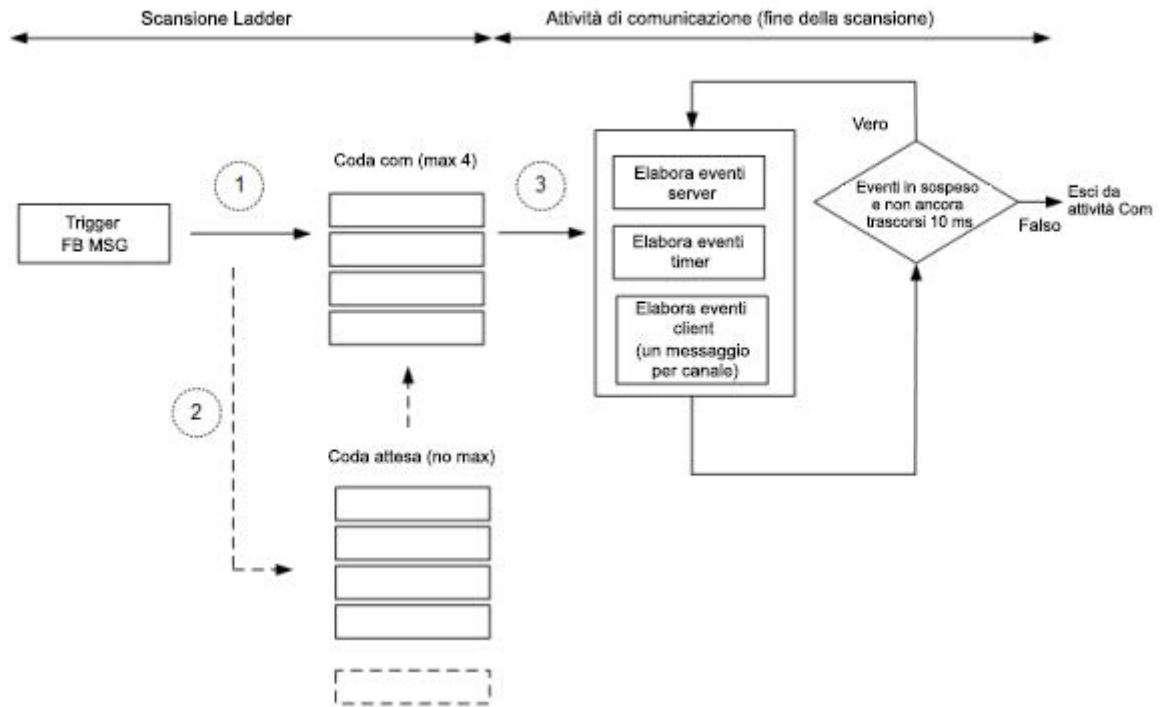 Scansione Ladder
Attività di comunicazione (fine della scansione)
Trigger
FB MSG
1
2
Coda com (max 4)
Coda attesa (no max)
3
Elabora eventi
server
Elabora eventi
timer
Elabora eventi
client
(un messaggio
per canale)
Vero
Eventi in sospeso
e non ancora
trascorsi 10 ms
Falso
Esci da
attività Com